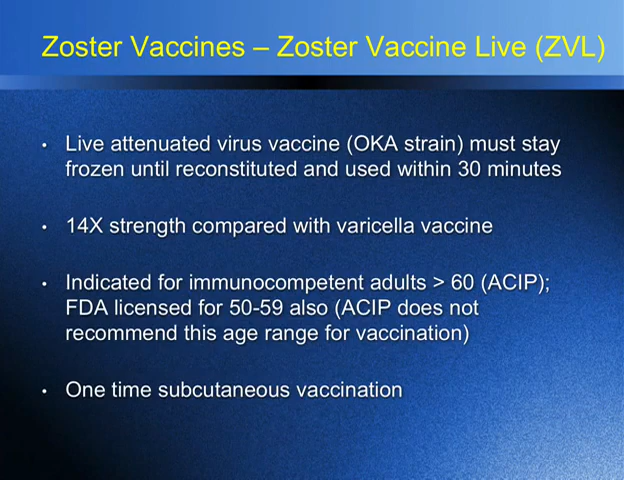 Zoster Vaccines – Zoster Vaccine Live (ZVL)
• Live attenuated virus vaccine (OKA strain) must stay
frozen until reconstituted and used within 30 minutes
• 14X strength compared with varicella vaccine
• Indicated for immunocompetent adults > 60 (ACIP);
FDA licensed for 50-59 also (ACIP does not
recommend this age range for vaccination)
• One time subcutaneous vaccination